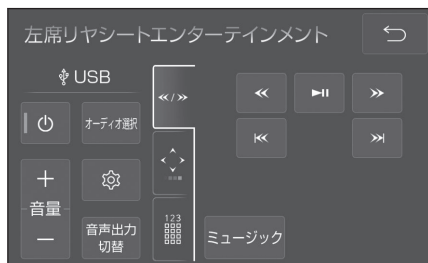 左席リヤシートエンターテインメント
USB
オーディオ選択
音量
音声出力
切替
123
ミュージック